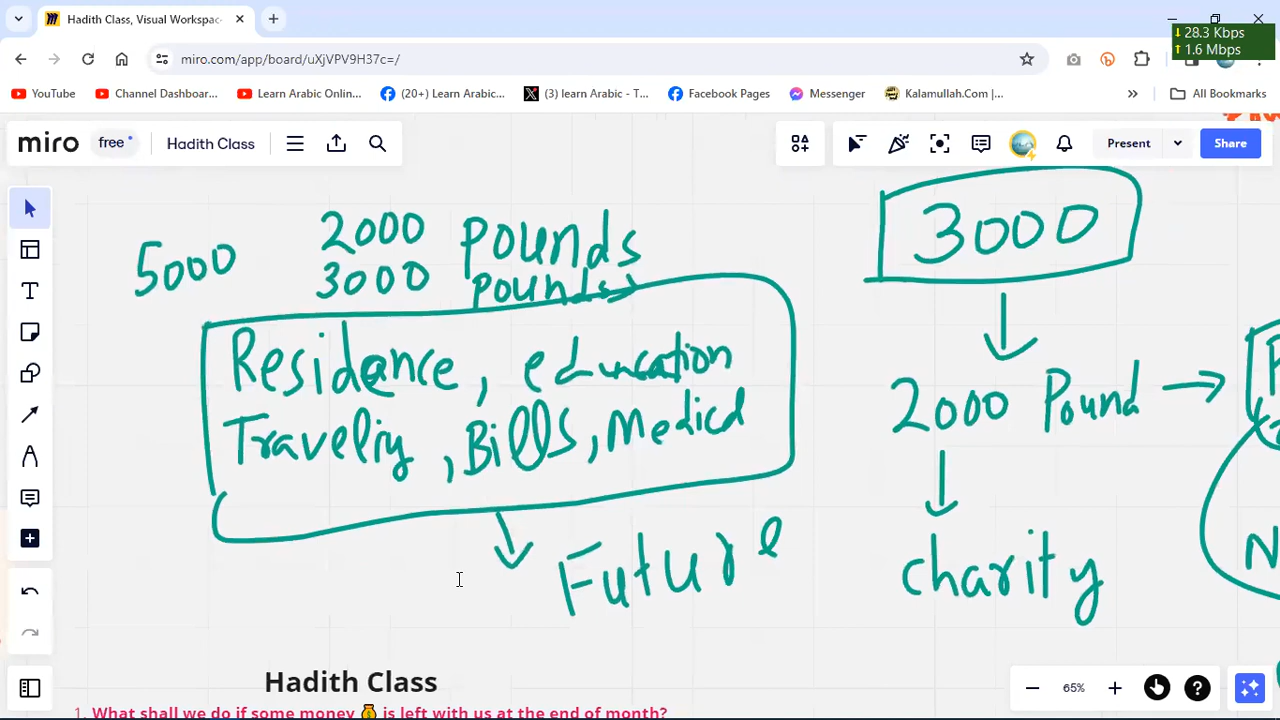 Hadith Class, Visual Workspac
28.3 Kbps
1.6 Mbps
miro.com/app/board/uXjVPV9H37c=/
YouTube
Channel Dashboar...
Learn Arabic Onlin...
(20+) Learn Arabic...
(3) learn Arabic - T...
Facebook Pages
Messenger
Kalamullah.Com |...
All Bookmarks
miro free Hadith Class
Present
Share
5000
2000 pounds
3000 pounds
Residence, education
Traveling, Bills, Medical
Future
3000
2000 Pound
charity
Hadith Class
1. What shall we do if some money 💰 is left with us at the end of month?
65%